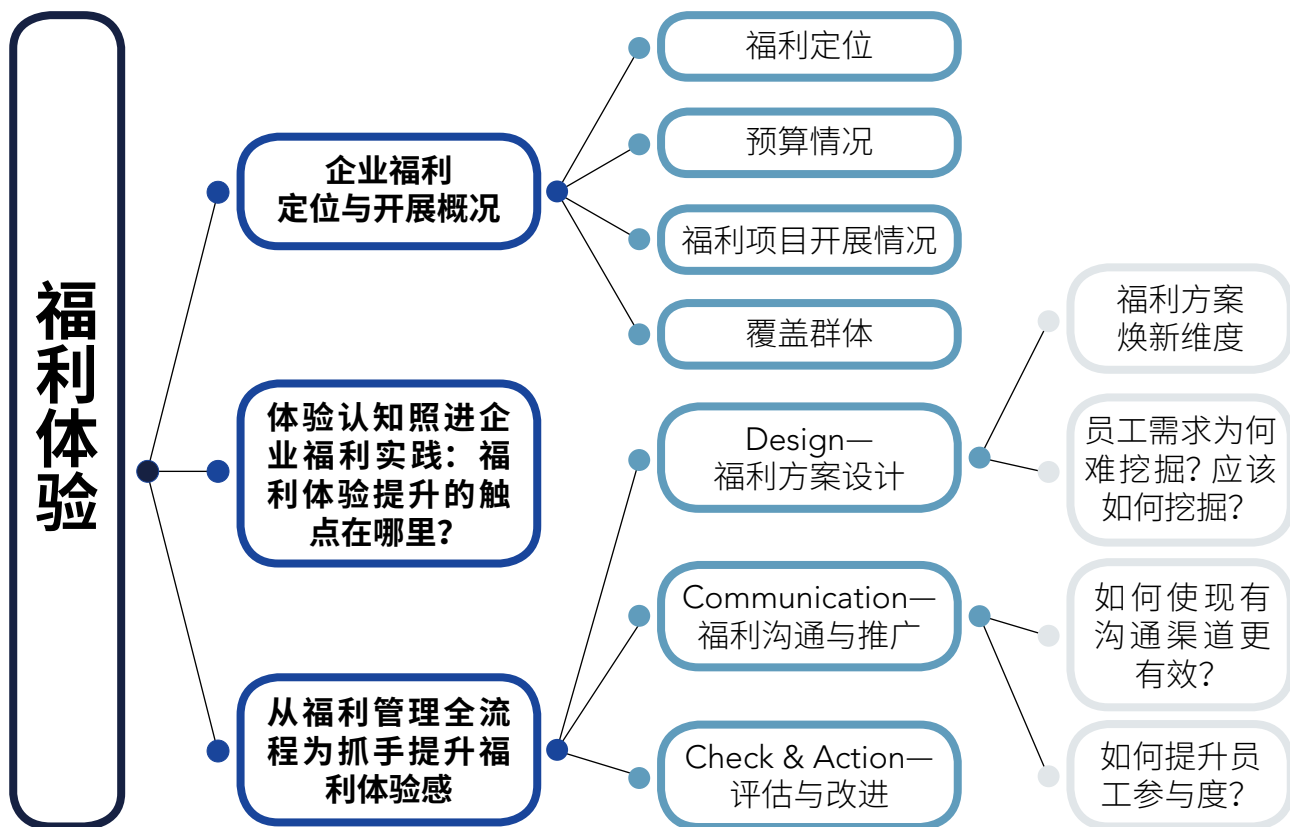 福利体验
企业福利
定位与开展概况
福利定位
预算情况
福利项目开展情况
覆盖群体
体验认知照进企
业福利实践：福
利体验提升的触
点在哪里？
从福利管理全流
程为抓手提升福
利体验感
Design—
福利方案设计
福利方案
焕新维度
员工需求为何
难挖掘？应该
如何挖掘？
Communication—
福利沟通与推广
如何使现有
沟通渠道更
有效？
如何提升员
工参与度？
Check & Action—
评估与改进